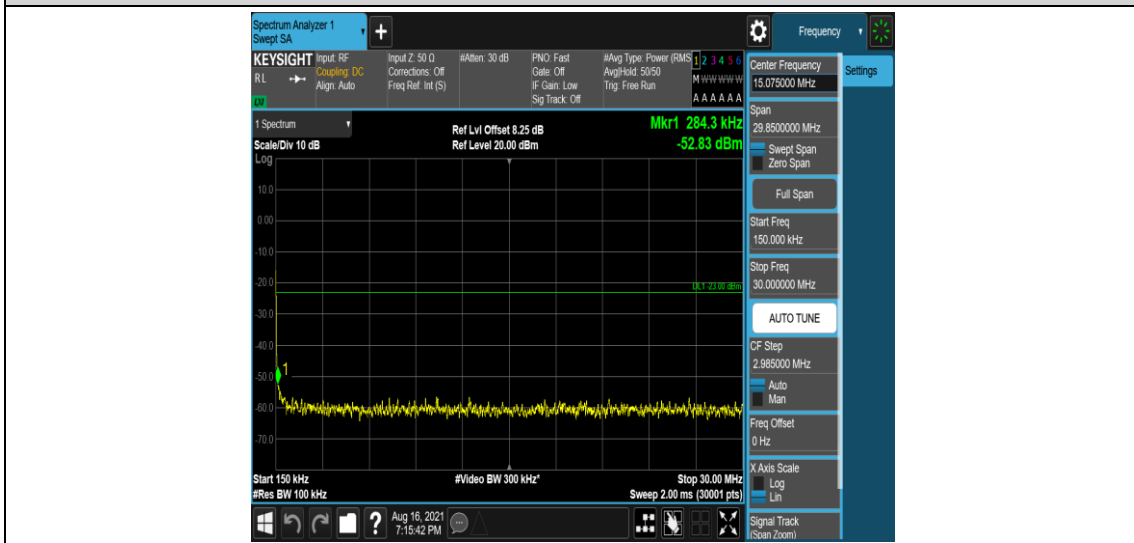 Spectrum Analyzer 1
Swept SA
+
Frequency
KEYSIGHT
RL
Input: RF
Coupling: DC
Align: Auto
Input Z: 50 Ω
Corrections: Off
Freq Ref: Int (S)
#Atten: 30 dB
PNO: Fast
Gate: Off
IF Gain: Low
Sig Track: Off
#Avg Type: Power (RMS
Avg|Hold: 50/50
Trig: Free Run
1 2 3 4 5 6
M W W W W W
A A A A A A
1 Spectrum
Scale/Div 10 dB
Log
Ref Lvl Offset 8.25 dB
Ref Level 20.00 dBm
Mkr1 284.3 kHz
-52.83 dBm
10.0
0.00
-10.0
-20.0
DL1 -23.00 dBm
-30.0
-40.0
1
-50.0
-60.0
-70.0
Start 150 kHz
#Video BW 300 kHz*
Stop 30.00 MHz
#Res BW 100 kHz
Sweep 2.00 ms (30001 pts)
?
Aug 16, 2021
7:15:42 PM
Center Frequency
15.075000 MHz
Settings
Span
29.8500000 MHz
Swept Span
Zero Span
Full Span
Start Freq
150.000 kHz
Stop Freq
30.000000 MHz
AUTO TUNE
CF Step
2.985000 MHz
Auto
Man
Freq Offset
0 Hz
X Axis Scale
Log
Lin
Signal Track
(Span Zoom)